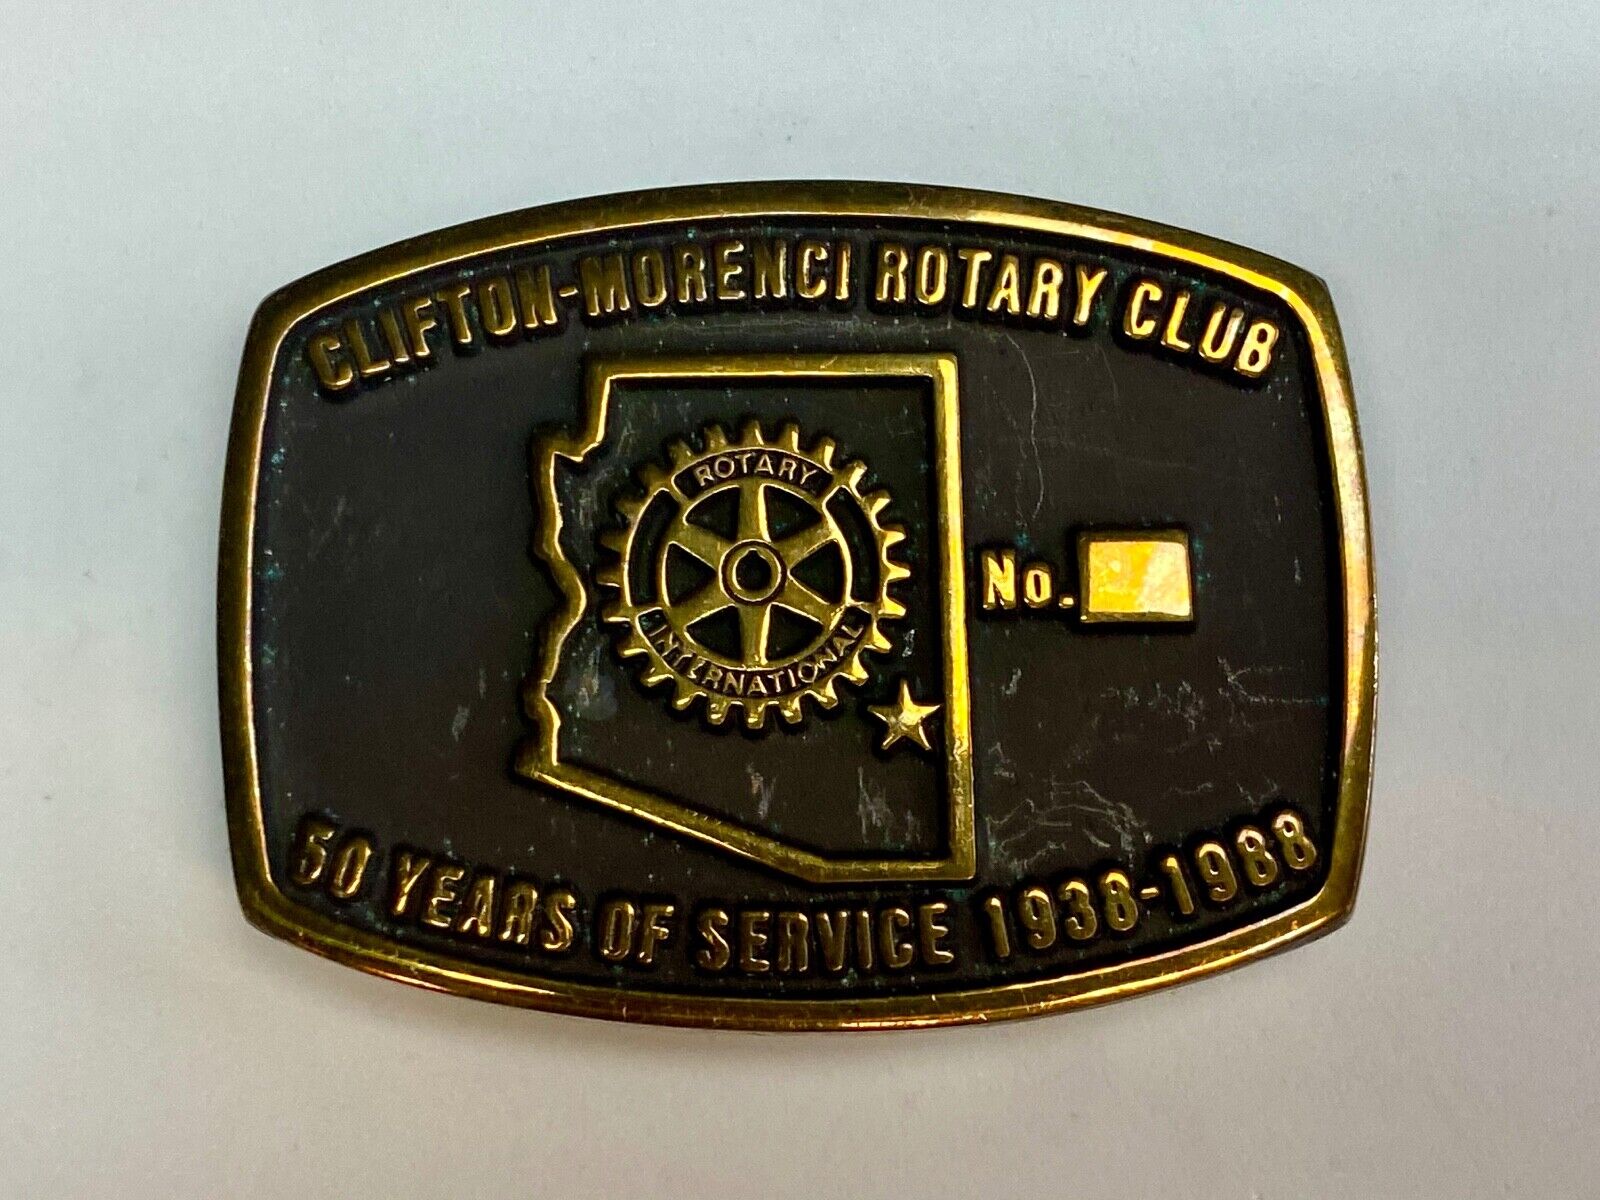 CLIFTON-MORENCI ROTARY CLUB
ROTARY
INTERNATIONAL
No.
50 YEARS OF SERVICE 1938-1988